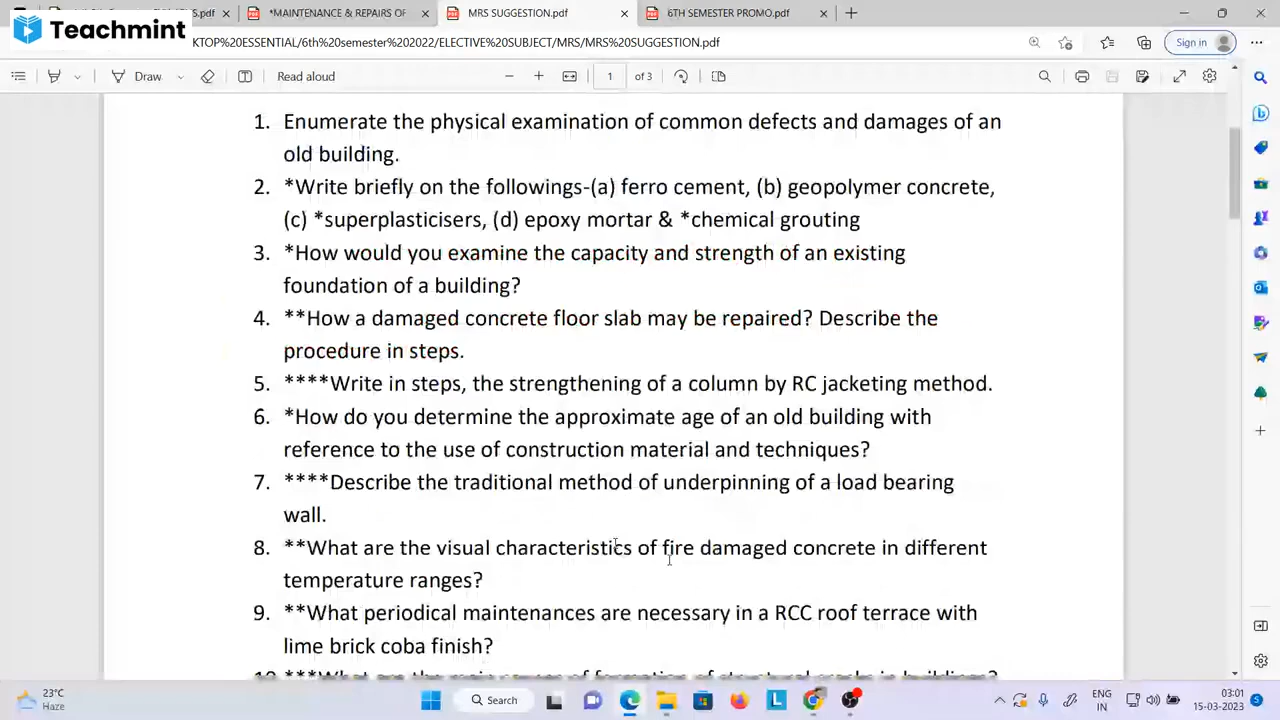 S.pdf
*MAINTENANCE & REPAIRS OF
MRS SUGGESTION.pdf
6TH SEMESTER PROMO.pdf
Teachmint
KTOP%20ESSENTIAL/6th%20semester%202022/ELECTIVE%20SUBJECT/MRS/MRS%20SUGGESTION.pdf
Sign in
Draw
Read aloud
1 of 3
1. Enumerate the physical examination of common defects and damages of an
old building.
2. *Write briefly on the followings-(a) ferro cement, (b) geopolymer concrete,
(c) *superplasticisers, (d) epoxy mortar & *chemical grouting
3. *How would you examine the capacity and strength of an existing
foundation of a building?
4. **How a damaged concrete floor slab may be repaired? Describe the
procedure in steps.
5. ****Write in steps, the strengthening of a column by RC jacketing method.
6. *How do you determine the approximate age of an old building with
reference to the use of construction material and techniques?
7. ****Describe the traditional method of underpinning of a load bearing
wall.
8. **What are the visual characteristics of fire damaged concrete in different
temperature ranges?
9. **What periodical maintenances are necessary in a RCC roof terrace with
lime brick coba finish?
23°C
Haze
Search
ENG
IN
03:01
15-03-2023